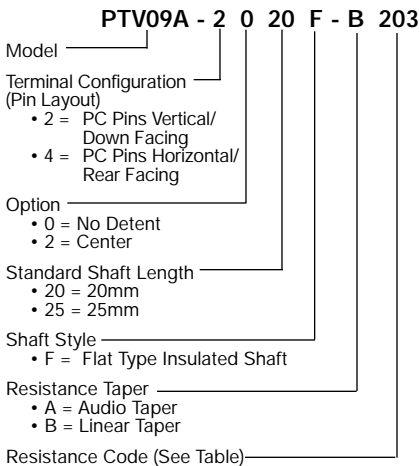 PTV09A - 2 0 20 F - B 203
Model
Terminal Configuration
(Pin Layout)
• 2 = PC Pins Vertical/
Down Facing
• 4 = PC Pins Horizontal/
Rear Facing
Option
• 0 = No Detent
• 2 = Center
Standard Shaft Length
• 20 = 20mm
• 25 = 25mm
Shaft Style
• F = Flat Type Insulated Shaft
Resistance Taper
• A = Audio Taper
• B = Linear Taper
Resistance Code (See Table)